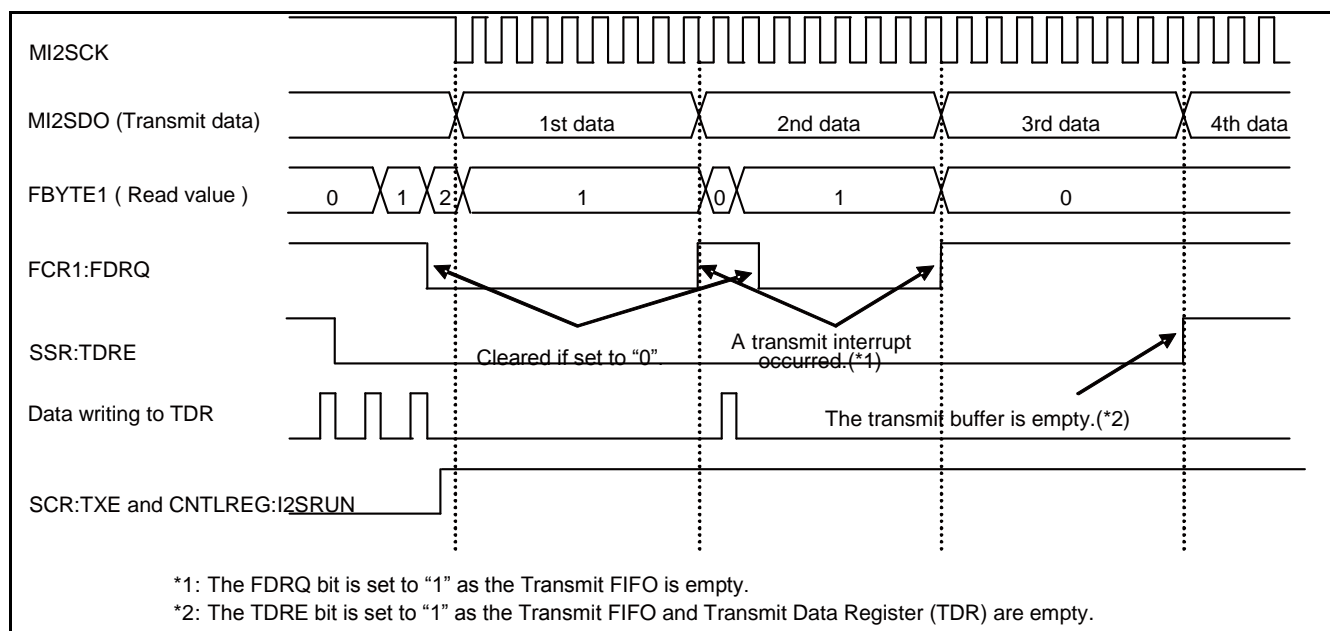 MI2SCK
MI2SDO (Transmit data)
1st data
2nd data
3rd data
4th data
FBYTE1 ( Read value )
0
1
2
1
0
1
0
FCR1:FDRQ
SSR:TDRE
Cleared if set to “0”.
A transmit interrupt
occurred.(*1)
Data writing to TDR
The transmit buffer is empty.(*2)
SCR:TXE and CNTLREG:I2SRUN
*1: The FDRQ bit is set to “1” as the Transmit FIFO is empty.
*2: The TDRE bit is set to “1” as the Transmit FIFO and Transmit Data Register (TDR) are empty.